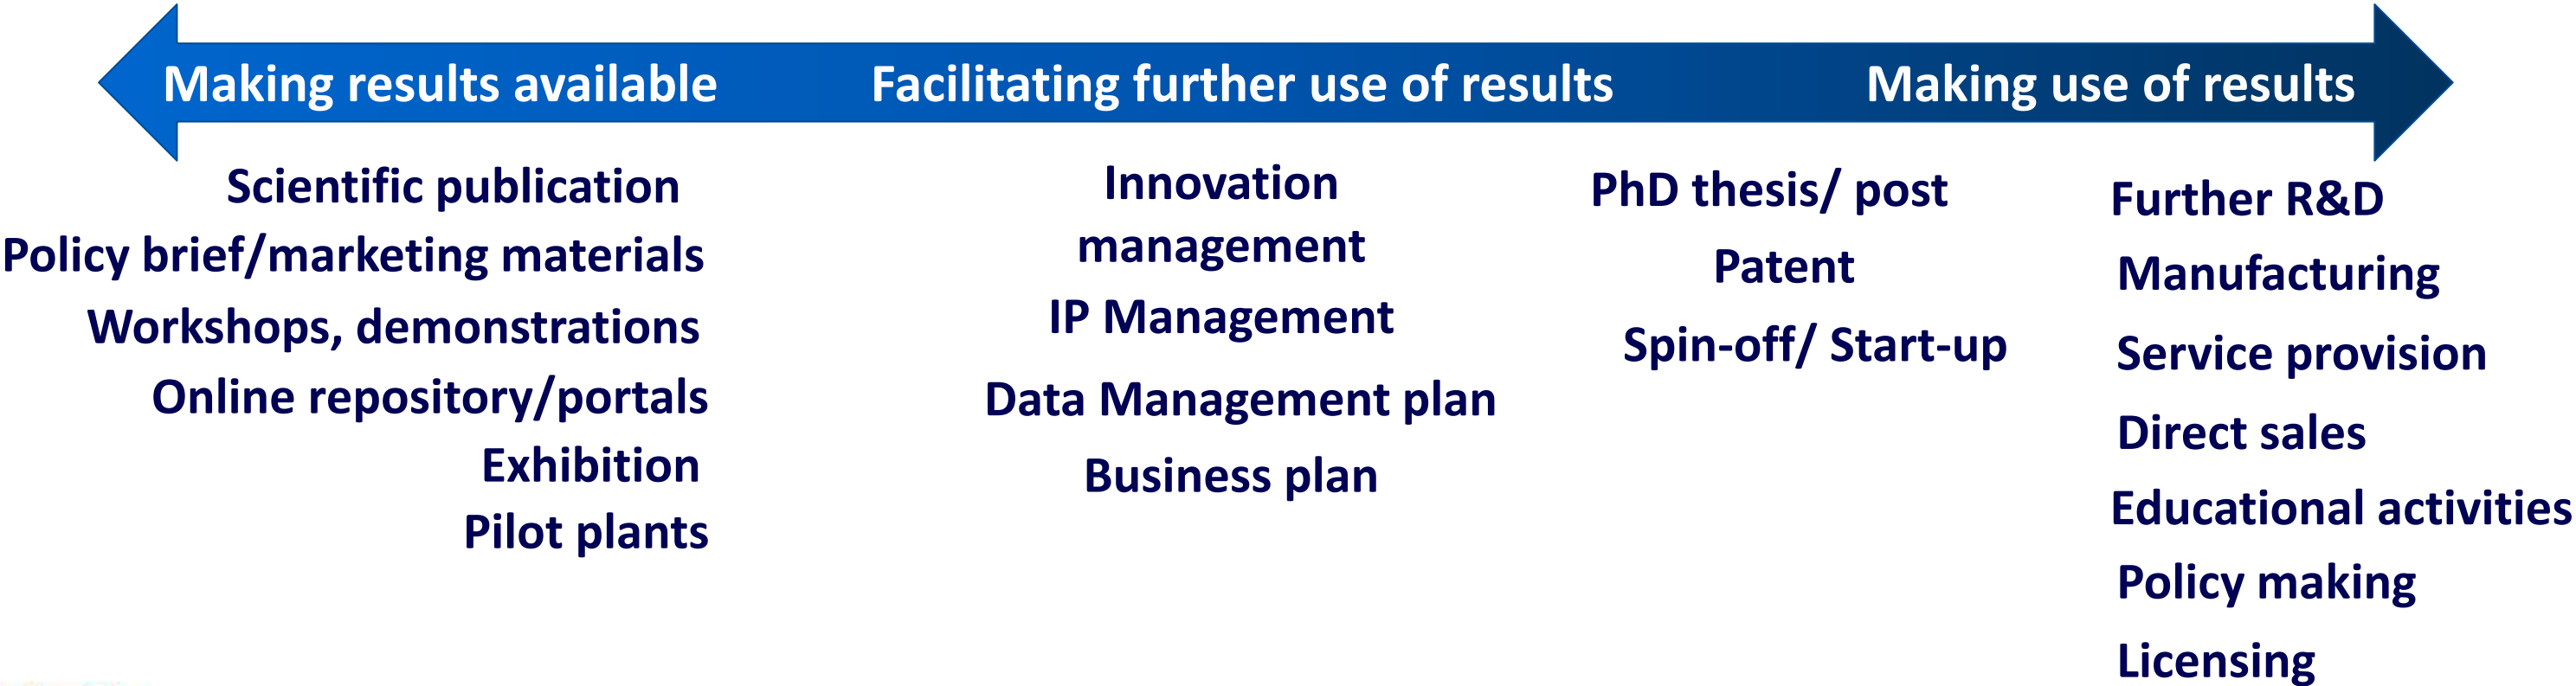 Making results available
Facilitating further use of results
Making use of results
Scientific publication
Policy brief/marketing materials
Workshops, demonstrations
Online repository/portals
Exhibition
Pilot plants
Innovation
management
IP Management
Data Management plan
Business plan
PhD thesis/ post
Patent
Spin-off/ Start-up
Further R&D
Manufacturing
Service provision
Direct sales
Educational activities
Policy making
Licensing